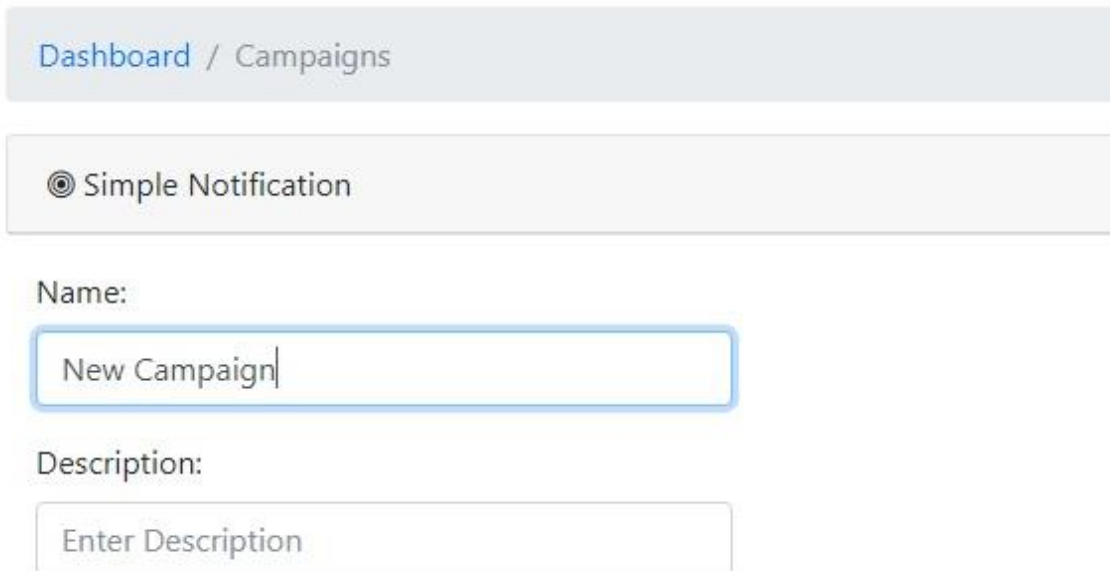 Dashboard / Campaigns
Simple Notification
Name:
New Campaign
Description:
Enter Description